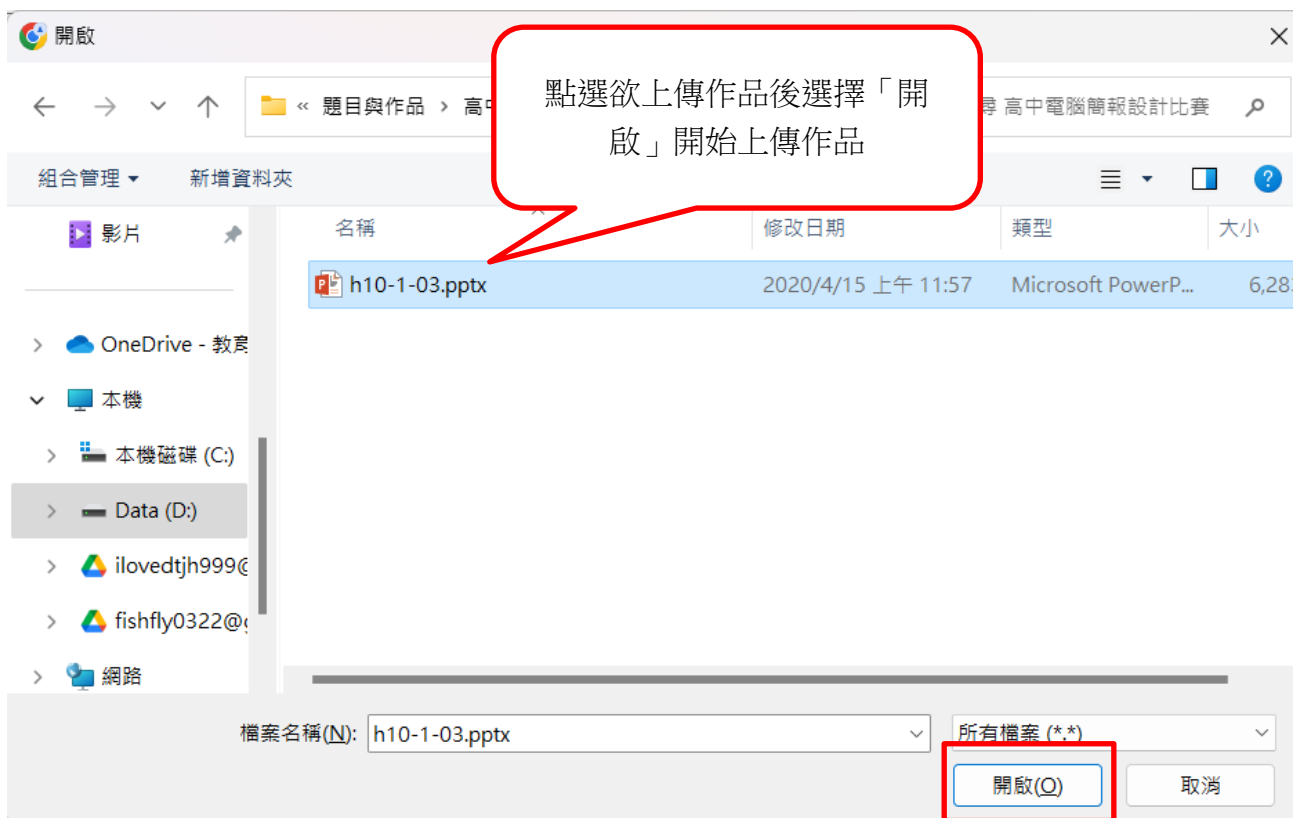 開啟
點選欲上傳作品後選擇「開
啟」開始上傳作品
« 題目與作品 › 高中
尋 高中電腦簡報設計比賽
組合管理 新增資料夾
影片
名稱 修改日期 類型 大小
h10-1-03.pptx 2020/4/15 上午 11:57 Microsoft PowerP... 6,283
OneDrive - 教育
本機
本機磁碟 (C:)
Data (D:)
ilovedtjh999@
fishfly0322@g
網路
檔案名稱(N): h10-1-03.pptx 所有檔案 (*.*)
開啟(O) 取消